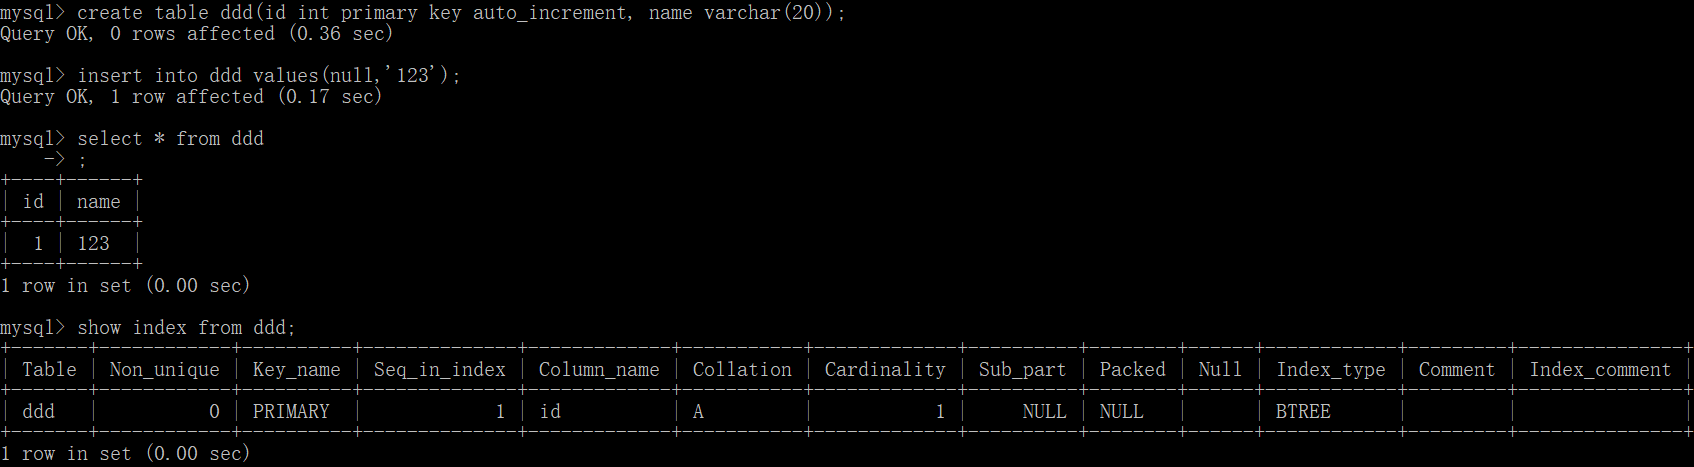 mysql> create table ddd(id int primary key auto_increment, name varchar(20));
Query OK, 0 rows affected (0.36 sec)
mysql> insert into ddd values(null,'123');
Query OK, 1 row affected (0.17 sec)
mysql> select * from ddd
    -> ;
+----+------+
| id | name |
+----+------+
|  1 | 123  |
+----+------+
1 row in set (0.00 sec)
mysql> show index from ddd;
+-------+------------+----------+--------------+-------------+-----------+-------------+----------+--------+------+------------+---------+---------------+
| Table | Non_unique | Key_name | Seq_in_index | Column_name | Collation | Cardinality | Sub_part | Packed | Null | Index_type | Comment | Index_comment |
+-------+------------+----------+--------------+-------------+-----------+-------------+----------+--------+------+------------+---------+---------------+
| ddd   |          0 | PRIMARY  |            1 | id          | A         |           1 |     NULL | NULL   |      | BTREE      |         |               |
+-------+------------+----------+--------------+-------------+-----------+-------------+----------+--------+------+------------+---------+---------------+
1 row in set (0.00 sec)